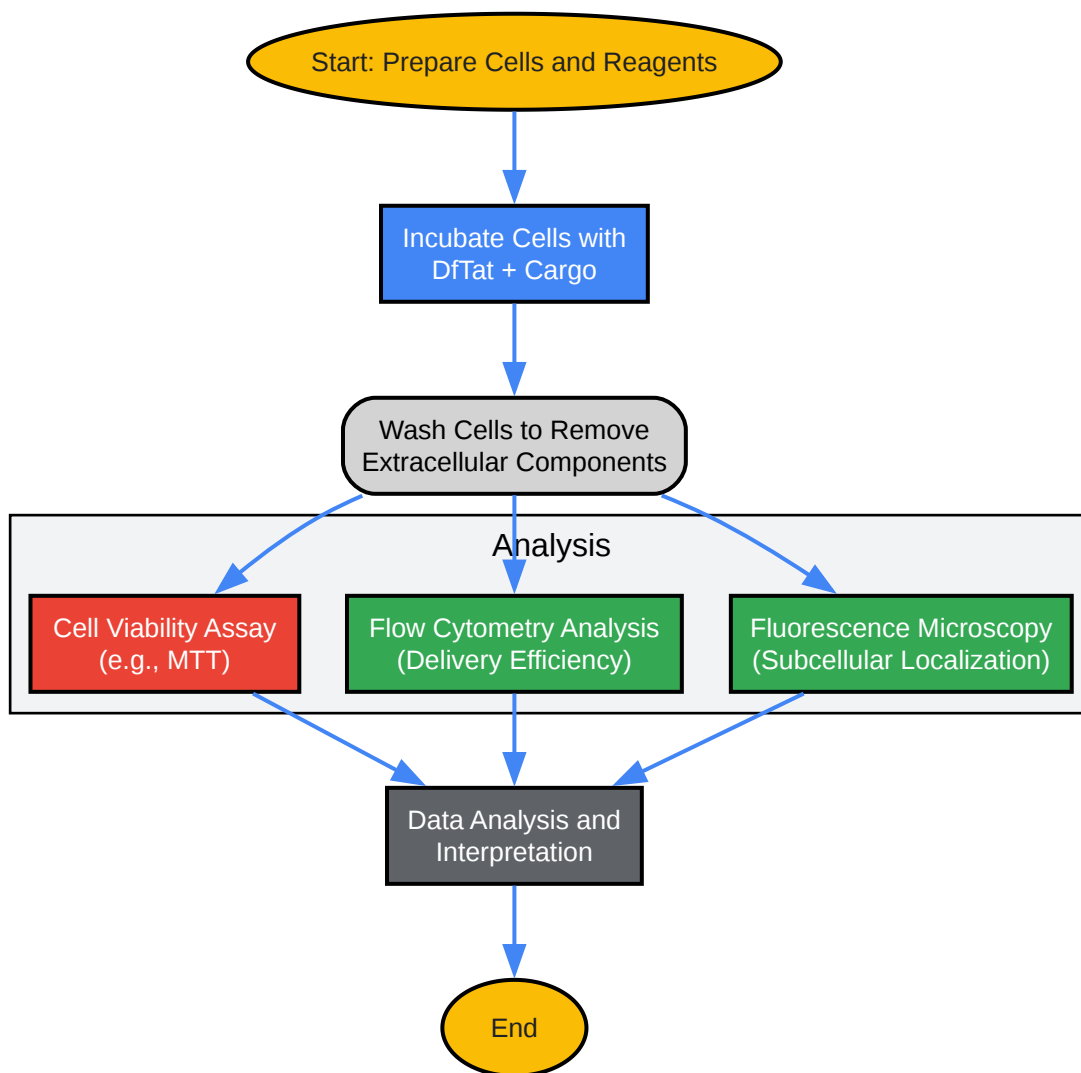 Start: Prepare Cells and Reagents
Incubate Cells with
DfTat + Cargo
Wash Cells to Remove
Extracellular Components
Analysis
Cell Viability Assay
(e.g., MTT)
Flow Cytometry Analysis
(Delivery Efficiency)
Fluorescence Microscopy
(Subcellular Localization)
Data Analysis and
Interpretation
End